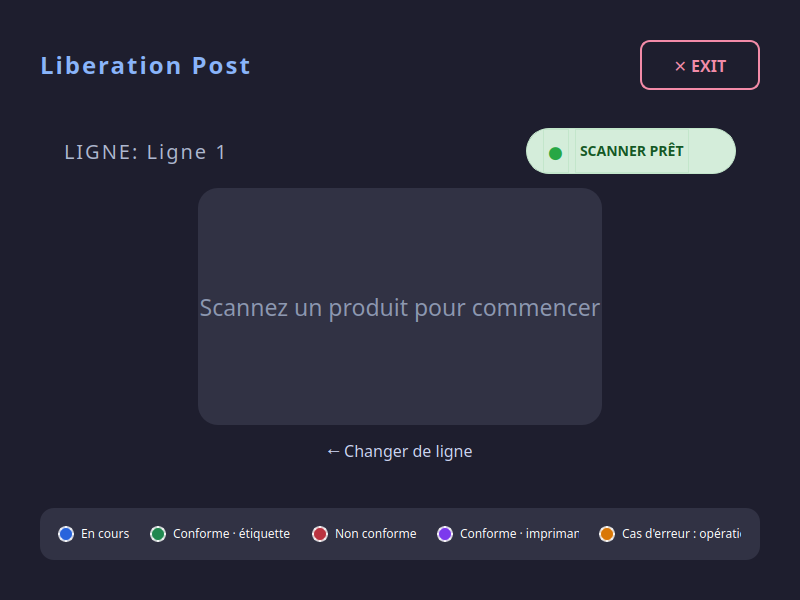 Liberation Post
× EXIT
LIGNE: Ligne 1
SCANNER PRÊT
Scannez un produit pour commencer
← Changer de ligne
En cours
Conforme · étiquette
Non conforme
Conforme · impriman
Cas d'erreur : opérati